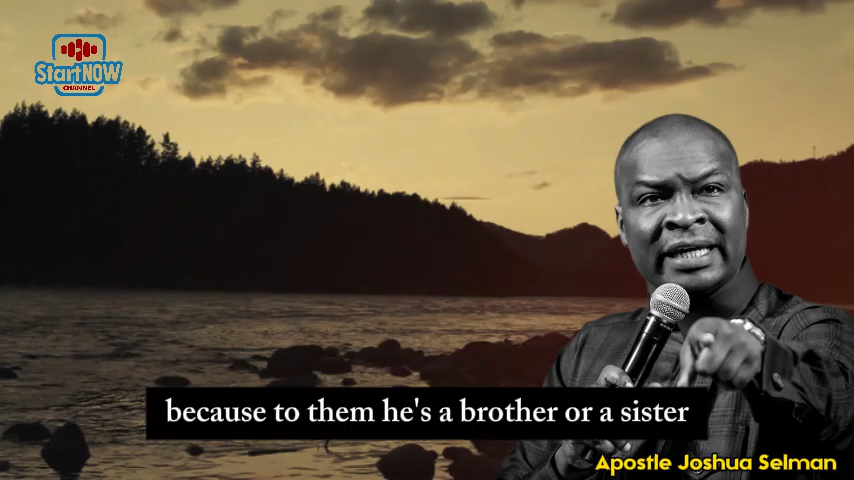 StartNOW
CHANNEL
because to them he's a brother or a sister
Apostle Joshua Selman